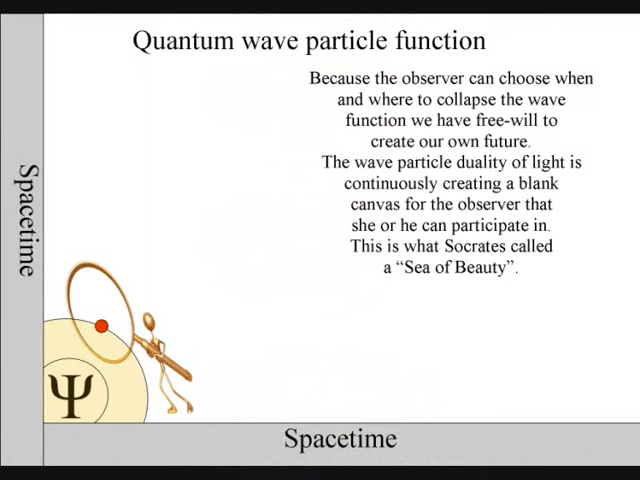 Quantum wave particle function
Because the observer can choose when
and where to collapse the wave
function we have free-will to
create our own future.
The wave particle duality of light is
continuously creating a blank
canvas for the observer that
she or he can participate in.
This is what Socrates called
a “Sea of Beauty”.
Spacetime
Ψ
Spacetime